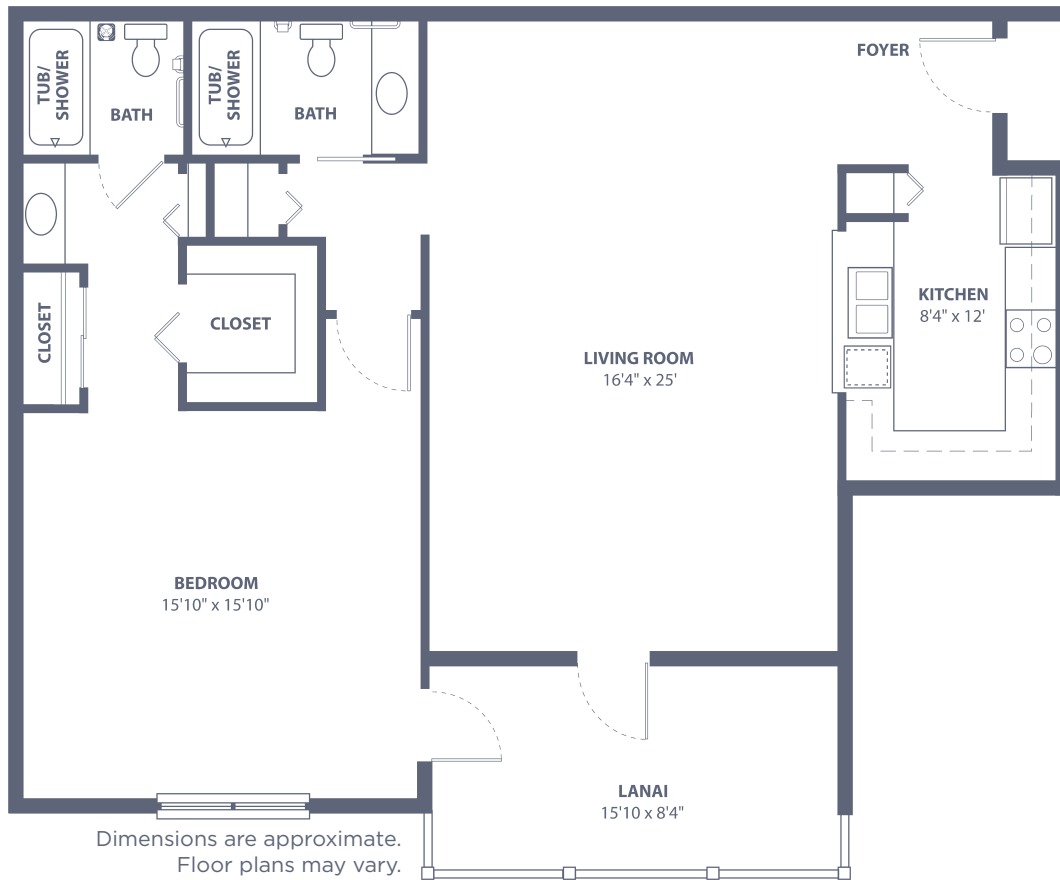 FOYER
TUB/
SHOWER
BATH
TUB/
SHOWER
BATH
KITCHEN
8'4" x 12'
CLOSET
CLOSET
LIVING ROOM
16'4" x 25'
BEDROOM
15'10" x 15'10"
LANAI
15'10 x 8'4"
Dimensions are approximate.
Floor plans may vary.